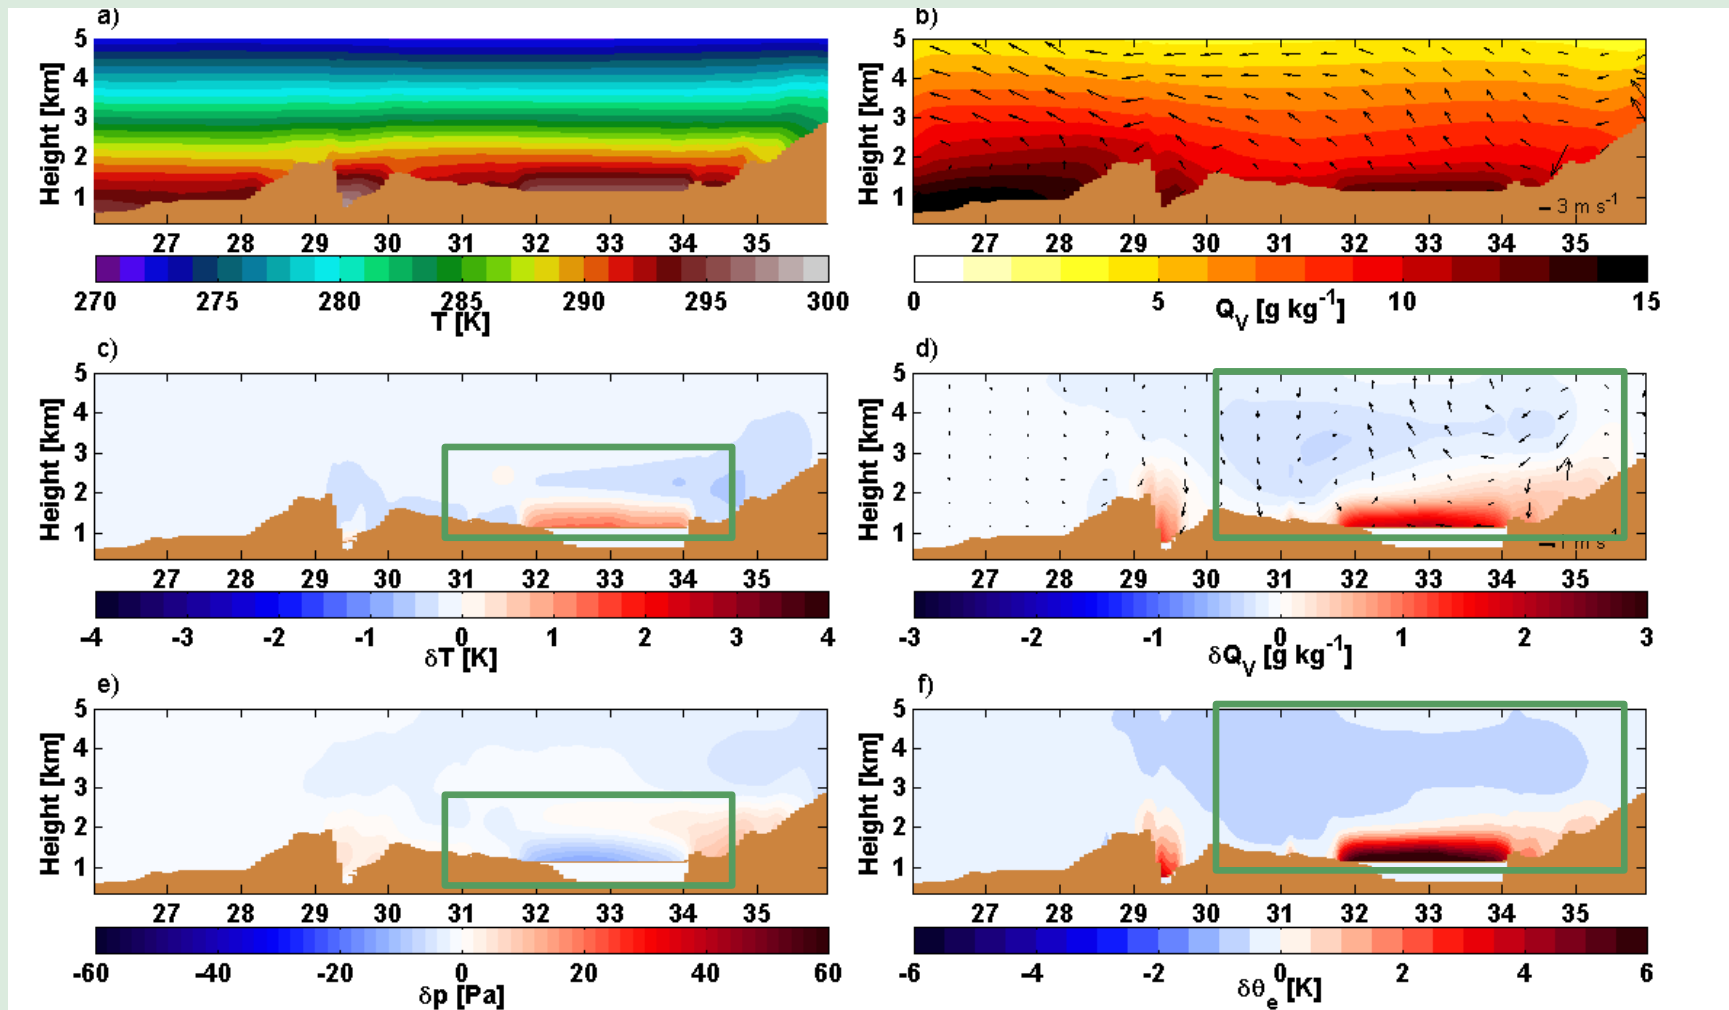 a)
Height [km]
5
4
3
2
1
27 28 29 30 31 32 33 34 35
270 275 280 285 290 295 300
T [K]
b)
Height [km]
5
4
3
2
1
3 m s-1
27 28 29 30 31 32 33 34 35
0 5 10 15
QV [g kg-1]
c)
Height [km]
5
4
3
2
1
27 28 29 30 31 32 33 34 35
-4 -3 -2 -1 0 1 2 3 4
δT [K]
d)
Height [km]
5
4
3
2
1
m s-1
27 28 29 30 31 32 33 34 35
-3 -2 -1 0 1 2 3
δQV [g kg-1]
e)
Height [km]
5
4
3
2
1
27 28 29 30 31 32 33 34 35
-60 -40 -20 0 20 40 60
δp [Pa]
f)
Height [km]
5
4
3
2
1
27 28 29 30 31 32 33 34 35
-6 -4 -2 0 2 4 6
δθe [K]